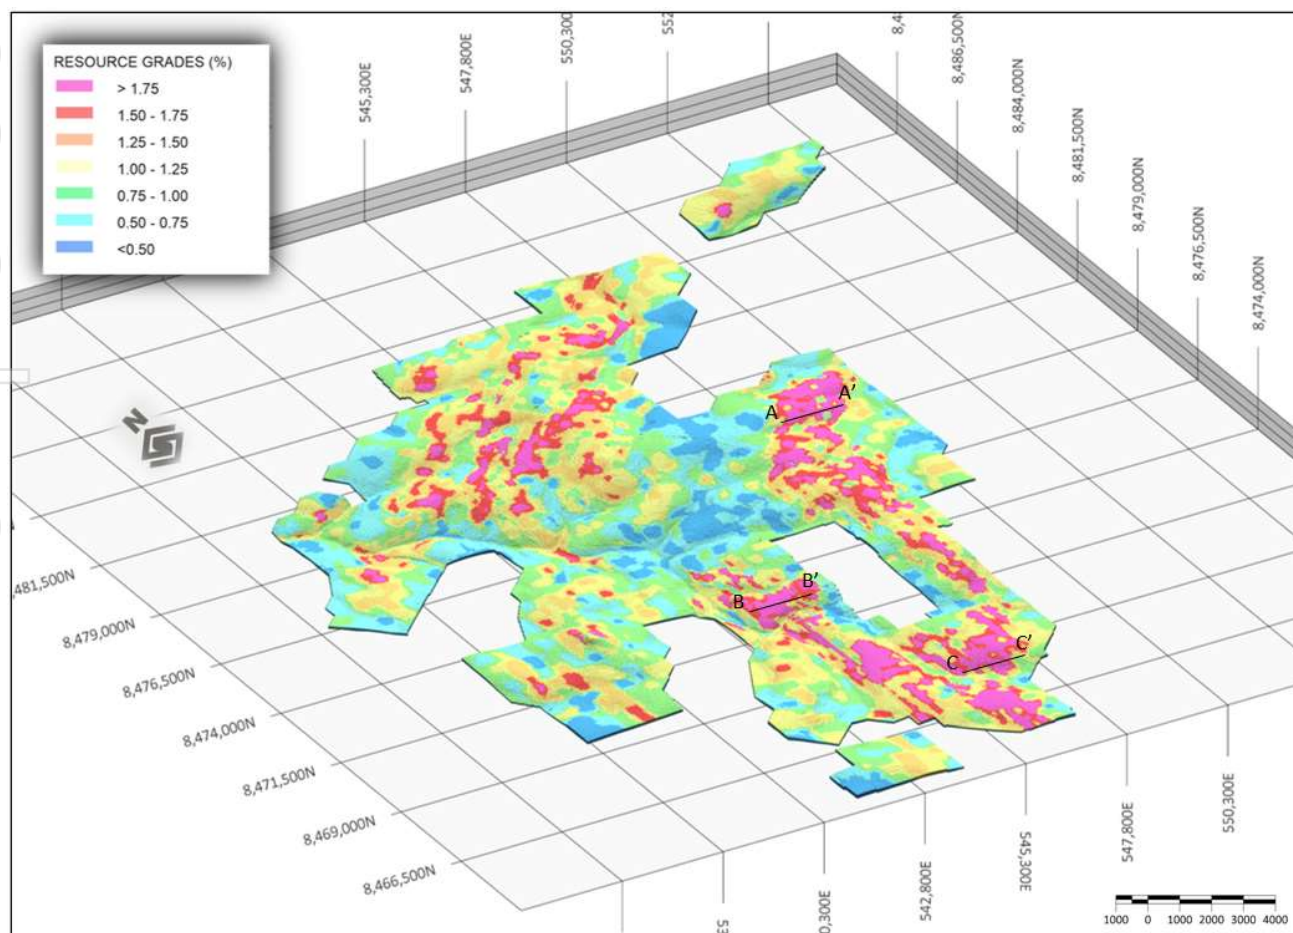 RESOURCE GRADES (%)
> 1.75
1.50 - 1.75
1.25 - 1.50
1.00 - 1.25
0.75 - 1.00
0.50 - 0.75
<0.50
545,300E
547,800E
550,300
552
8,4
8,486,500N
8,484,000N
8,481,500N
8,479,000N
8,476,500N
8,474,000N
N
A A’
B B’
C C’
,481,500N
8,479,000N
8,476,500N
8,474,000N
8,471,500N
8,469,000N
8,466,500N
53
,300E
542,800E
545,300E
547,800E
550,300E
1000 0 1000 2000 3000 4000